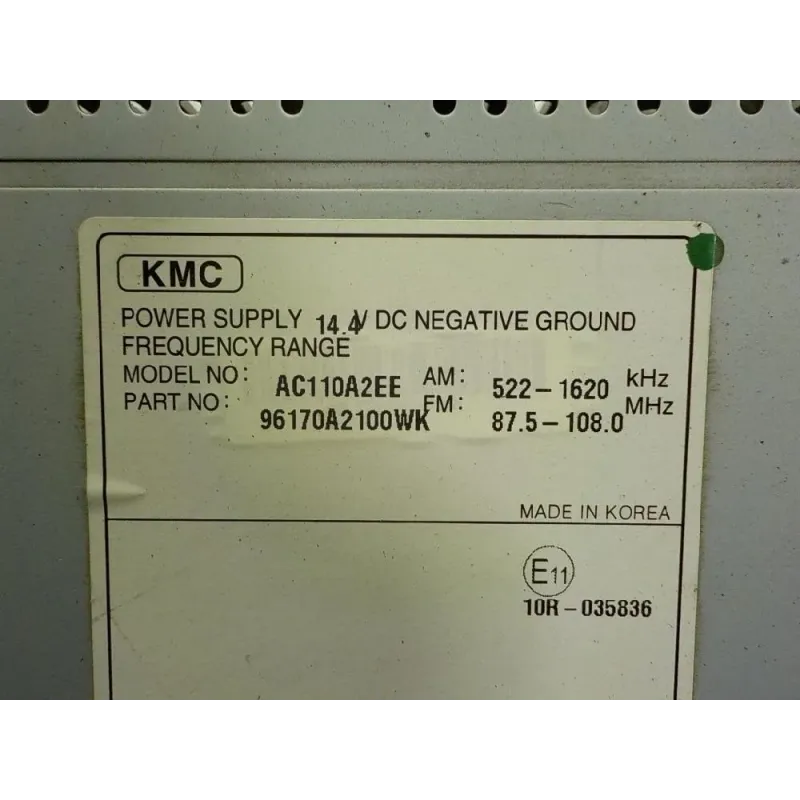 KMC
POWER SUPPLY 14.4V DC NEGATIVE GROUND
FREQUENCY RANGE
MODEL NO: AC110A2EE AM: 522-1620 kHz
PART NO: 96170A2100WK FM: 87.5-108.0 MHz
MADE IN KOREA
E11
10R-035836